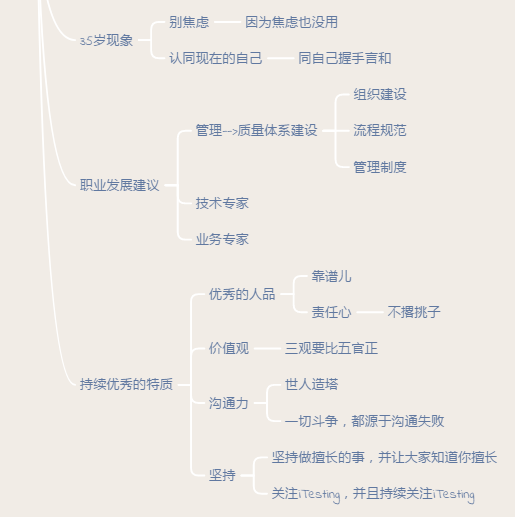 35岁现象
别焦虑
因为焦虑也没用
认同现在的自己
同自己握手言和
职业发展建议
管理-->质量体系建设
组织建设
流程规范
管理制度
技术专家
业务专家
持续优秀的特质
优秀的人品
靠谱儿
责任心
不撂挑子
价值观
三观要比五官正
沟通力
世人造塔
一切斗争，都源于沟通失败
坚持
坚持做擅长的事，并让大家知道你擅长
关注iTesting，并且持续关注iTesting